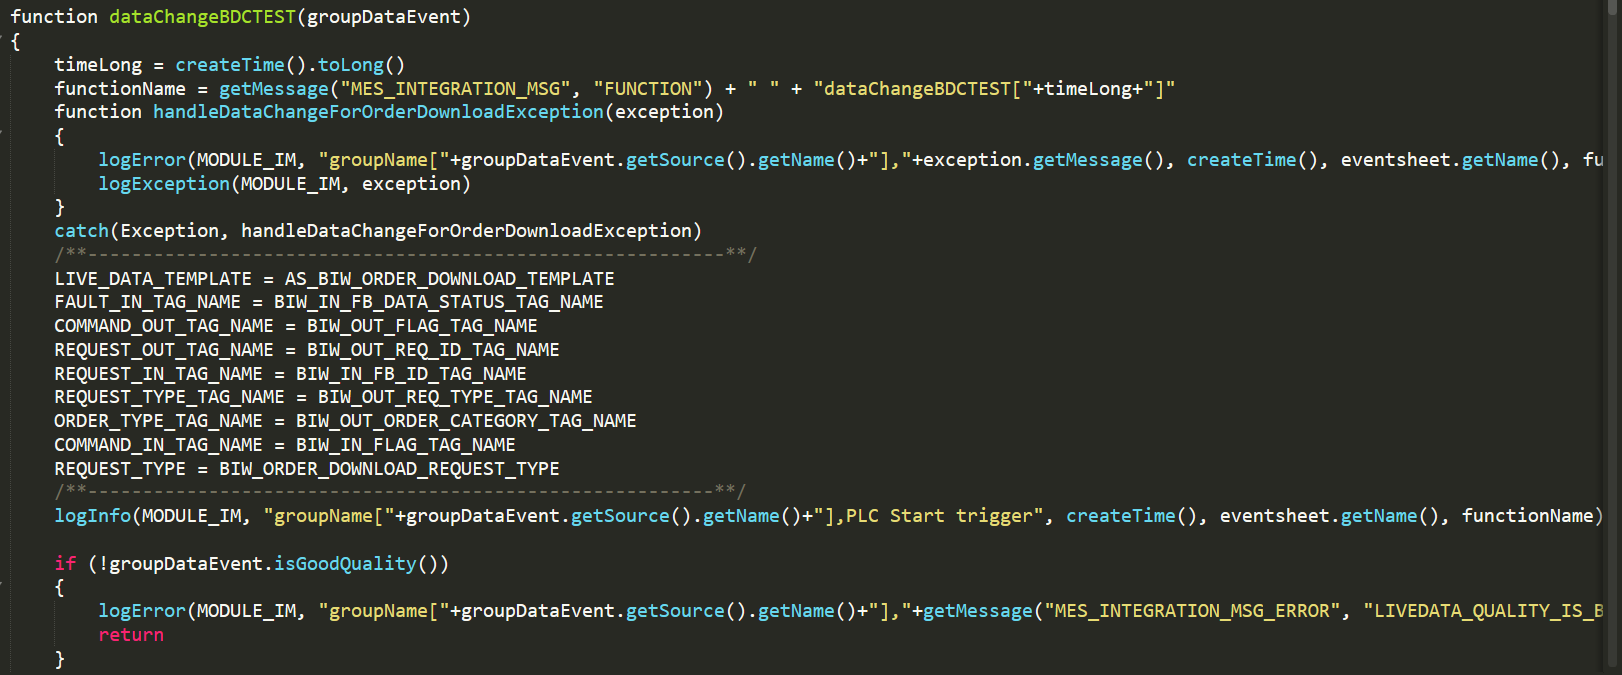 function dataChangeBDCTEST(groupDataEvent)
{
    timeLong = createTime().toLong()
    functionName = getMessage("MES_INTEGRATION_MSG", "FUNCTION") + " " + "dataChangeBDCTEST["+timeLong+"]"
    function handleDataChangeForOrderDownloadException(exception)
    {
        logError(MODULE_IM, "groupName["+groupDataEvent.getSource().getName()+"],"+exception.getMessage(), createTime(), eventsheet.getName(), fu
        logException(MODULE_IM, exception)
    }
    catch(Exception, handleDataChangeForOrderDownloadException)
    /**----------------------------------------------------------**/
    LIVE_DATA_TEMPLATE = AS_BIW_ORDER_DOWNLOAD_TEMPLATE
    FAULT_IN_TAG_NAME = BIW_IN_FB_DATA_STATUS_TAG_NAME
    COMMAND_OUT_TAG_NAME = BIW_OUT_FLAG_TAG_NAME
    REQUEST_OUT_TAG_NAME = BIW_OUT_REQ_ID_TAG_NAME
    REQUEST_IN_TAG_NAME = BIW_IN_FB_ID_TAG_NAME
    REQUEST_TYPE_TAG_NAME = BIW_OUT_REQ_TYPE_TAG_NAME
    ORDER_TYPE_TAG_NAME = BIW_OUT_ORDER_CATEGORY_TAG_NAME
    COMMAND_IN_TAG_NAME = BIW_IN_FLAG_TAG_NAME
    REQUEST_TYPE = BIW_ORDER_DOWNLOAD_REQUEST_TYPE
    /**---------------------------------------------------------**/
    logInfo(MODULE_IM, "groupName["+groupDataEvent.getSource().getName()+"],PLC Start trigger", createTime(), eventsheet.getName(), functionName)
    if (!groupDataEvent.isGoodQuality())
    {
        logError(MODULE_IM, "groupName["+groupDataEvent.getSource().getName()+"],"+getMessage("MES_INTEGRATION_MSG_ERROR", "LIVEDATA_QUALITY_IS_B
        return
    }